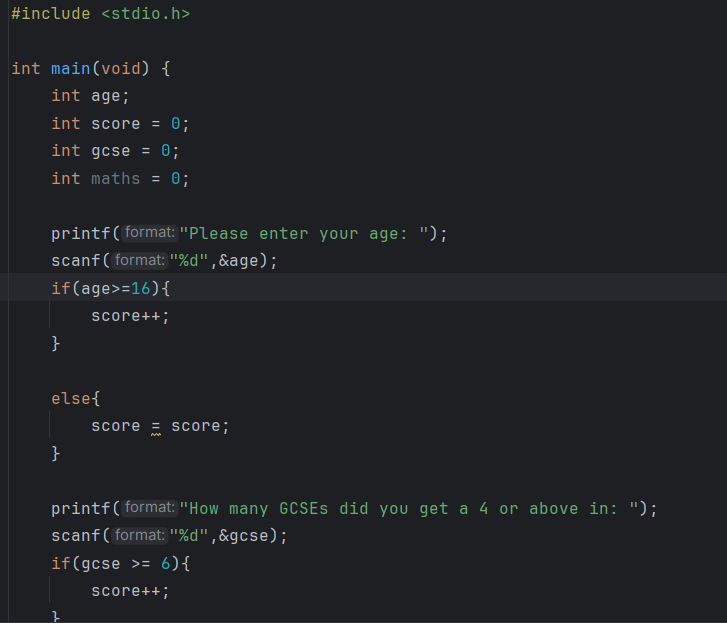 #include <stdio.h>
int main(void) {
    int age;
    int score = 0;
    int gcse = 0;
    int maths = 0;
    printf( format: "Please enter your age: ");
    scanf( format: "%d",&age);
    if(age>=16){
        score++;
    }
    else{
        score = score;
    }
    printf( format: "How many GCSEs did you get a 4 or above in: ");
    scanf( format: "%d",&gcse);
    if(gcse >= 6){
        score++;
    }